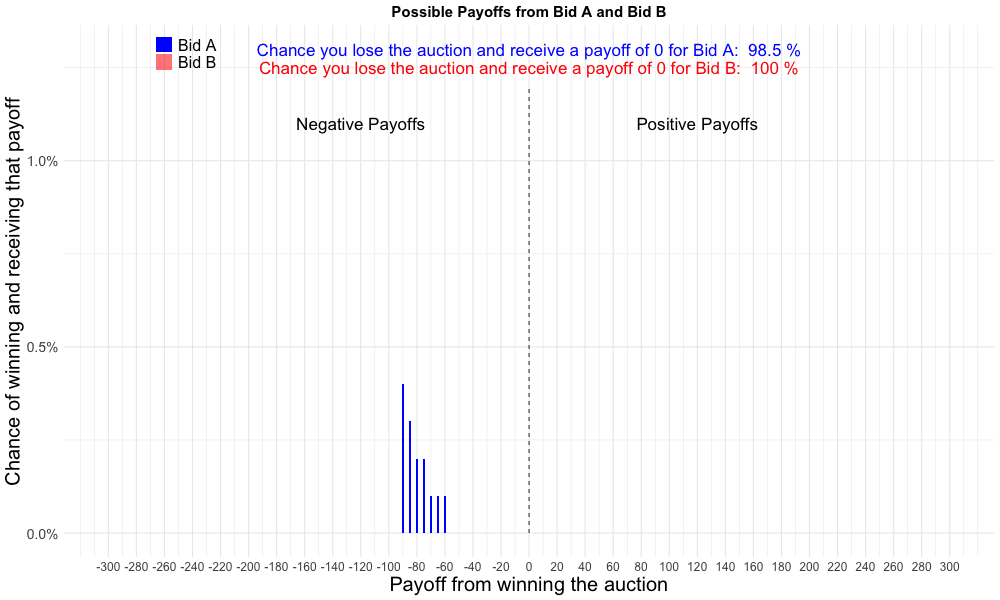 Possible Payoffs from Bid A and Bid B
Bid A
Bid B
Chance you lose the auction and receive a payoff of 0 for Bid A:  98.5 %
Chance you lose the auction and receive a payoff of 0 for Bid B:  100 %
Negative Payoffs
Positive Payoffs
Chance of winning and receiving that payoff
1.0%
0.5%
0.0%
-300 -280 -260 -240 -220 -200 -180 -160 -140 -120 -100 -80 -60 -40 -20 0 20 40 60 80 100 120 140 160 180 200 220 240 260 280 300
Payoff from winning the auction